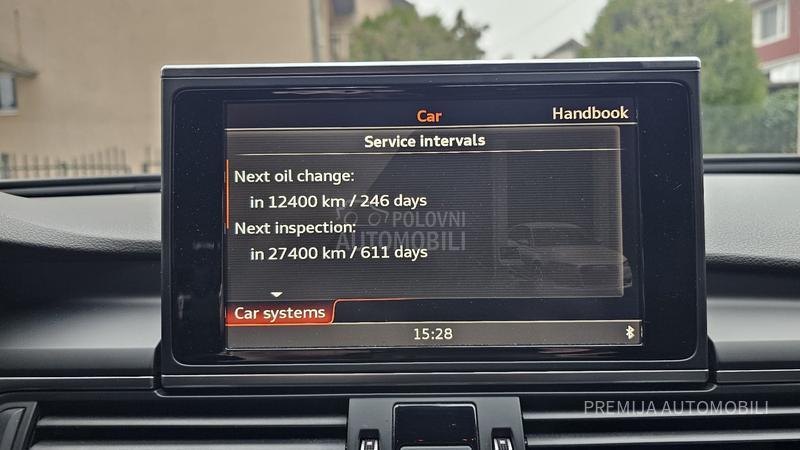 Car
Handbook
Service intervals
Next oil change:
in 12400 km / 246 days
POLOVNI
AUTOMOBILI
Next inspection:
in 27400 km / 611 days
Car systems
15:28
PREMIJA AUTOMOBILI